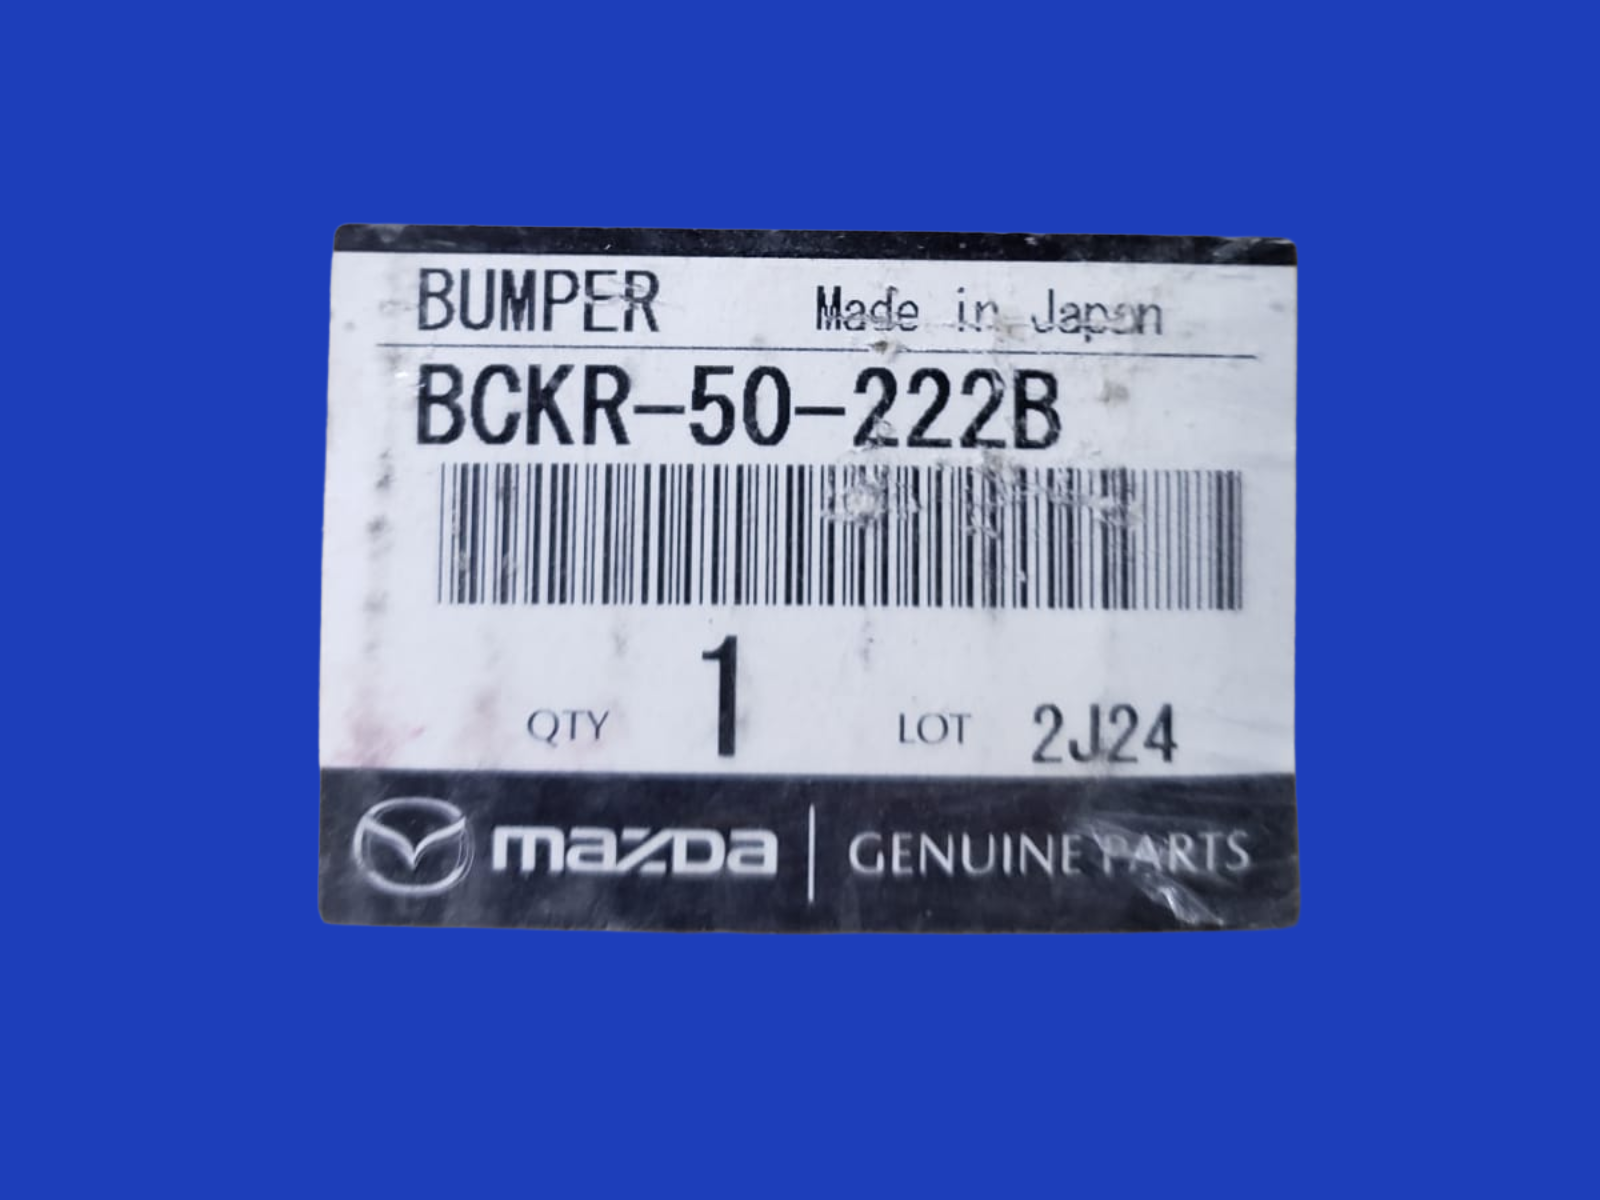 BUMPER Made in Japan
BCKR-50-222B
QTY 1 LOT 2J24
mazda GENUINE PARTS